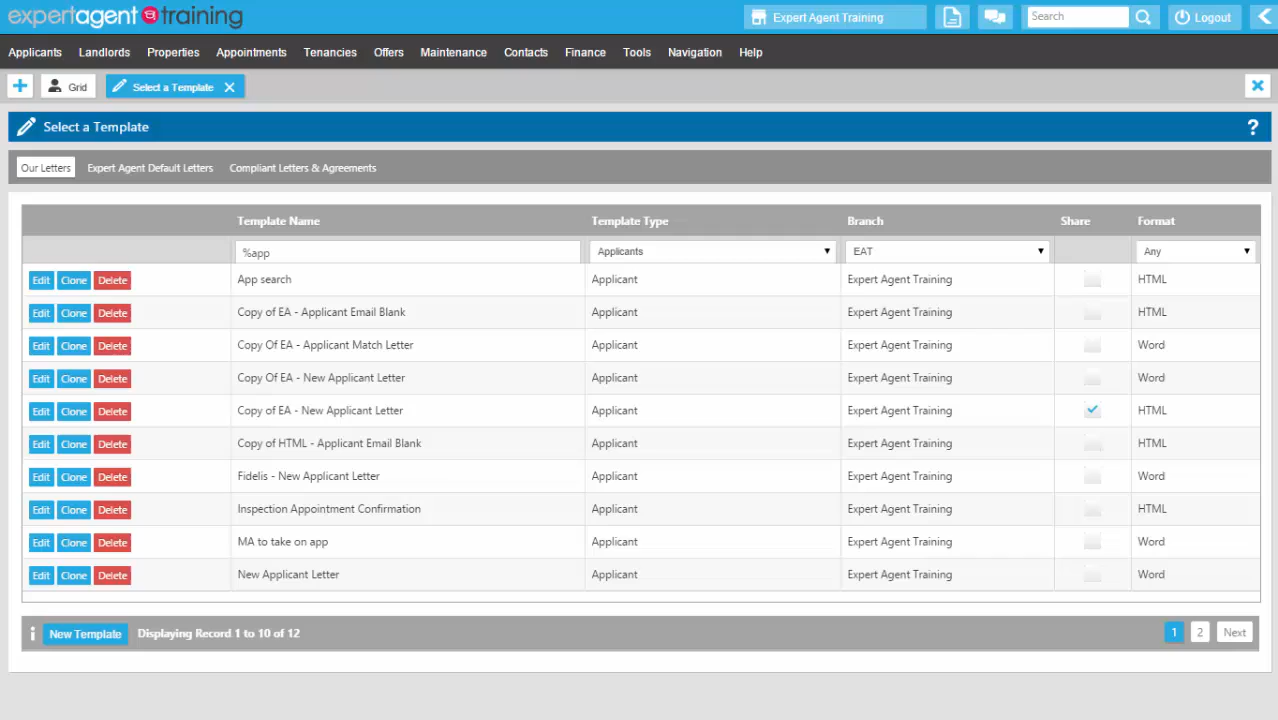 expertagent training
Expert Agent Training
Search
Logout
Applicants Landlords Properties Appointments Tenancies Offers Maintenance Contacts Finance Tools Navigation Help
Grid
Select a Template
Select a Template
?
Our Letters Expert Agent Default Letters Compliant Letters & Agreements
Template Name Template Type Branch Share Format
%app Applicants EAT Any
Edit Clone Delete App search Applicant Expert Agent Training HTML
Edit Clone Delete Copy of EA - Applicant Email Blank Applicant Expert Agent Training HTML
Edit Clone Delete Copy Of EA - Applicant Match Letter Applicant Expert Agent Training Word
Edit Clone Delete Copy Of EA - New Applicant Letter Applicant Expert Agent Training Word
Edit Clone Delete Copy of EA - New Applicant Letter Applicant Expert Agent Training HTML
Edit Clone Delete Copy of HTML - Applicant Email Blank Applicant Expert Agent Training HTML
Edit Clone Delete Fidelis - New Applicant Letter Applicant Expert Agent Training Word
Edit Clone Delete Inspection Appointment Confirmation Applicant Expert Agent Training HTML
Edit Clone Delete MA to take on app Applicant Expert Agent Training Word
Edit Clone Delete New Applicant Letter Applicant Expert Agent Training Word
New Template Displaying Record 1 to 10 of 12 1 2 Next